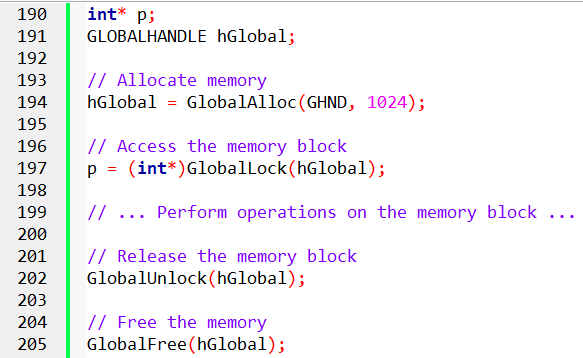 190 int* p;
191 GLOBALHANDLE hGlobal;
192
193 // Allocate memory
194 hGlobal = GlobalAlloc(GHND, 1024);
195
196 // Access the memory block
197 p = (int*)GlobalLock(hGlobal);
198
199 // ... Perform operations on the memory block ...
200
201 // Release the memory block
202 GlobalUnlock(hGlobal);
203
204 // Free the memory
205 GlobalFree(hGlobal);